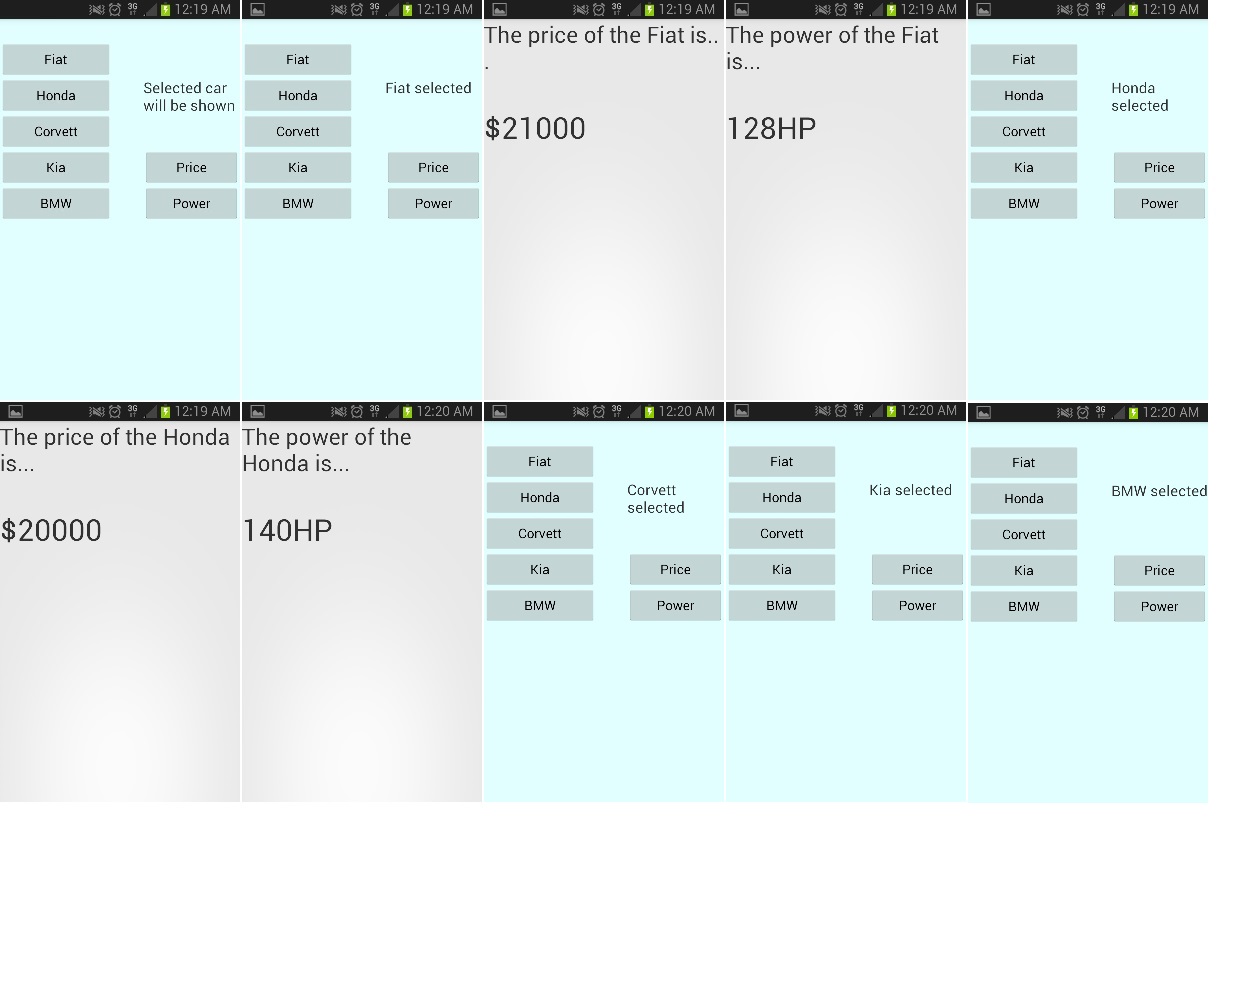 3G
12:19 AM
Fiat
Honda
Corvett
Kia
BMW
Selected car
will be shown
Price
Power
3G
12:19 AM
Fiat
Honda
Corvett
Kia
BMW
Fiat selected
Price
Power
3G
12:19 AM
The price of the Fiat is..
.
$21000
3G
12:19 AM
The power of the Fiat
is...
128HP
3G
12:19 AM
Fiat
Honda
Corvett
Kia
BMW
Honda
selected
Price
Power
3G
12:19 AM
The price of the Honda
is...
$20000
3G
12:20 AM
The power of the
Honda is...
140HP
3G
12:20 AM
Fiat
Honda
Corvett
Kia
BMW
Corvett
selected
Price
Power
3G
12:20 AM
Fiat
Honda
Corvett
Kia
BMW
Kia selected
Price
Power
3G
12:20 AM
Fiat
Honda
Corvett
Kia
BMW
BMW selected
Price
Power